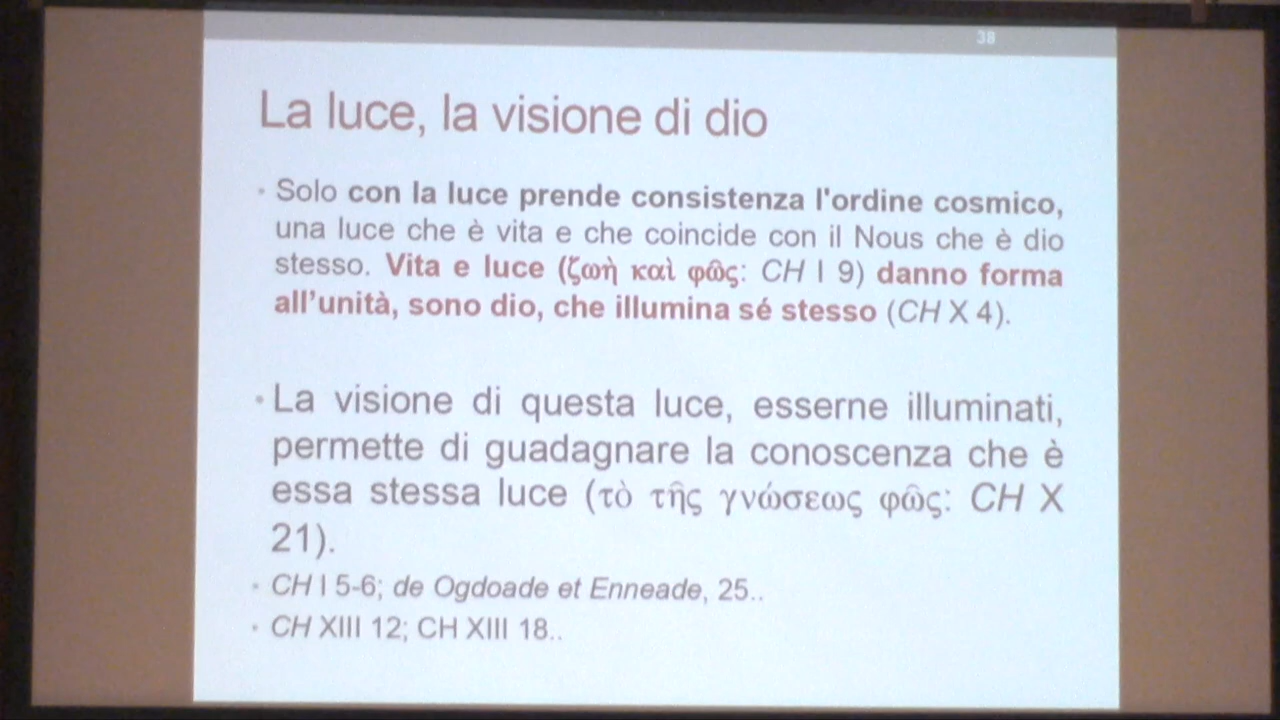 38
La luce, la visione di dio
• Solo con la luce prende consistenza l'ordine cosmico,
una luce che è vita e che coincide con il Nous che è dio
stesso. Vita e luce (ζωὴ καὶ φῶς: CH I 9) danno forma
all’unità, sono dio, che illumina sé stesso (CH X 4).
• La visione di questa luce, esserne illuminati,
permette di guadagnare la conoscenza che è
essa stessa luce (τὸ τῆς γνώσεως φῶς: CH X
21).
• CH I 5-6; de Ogdoade et Enneade, 25..
• CH XIII 12; CH XIII 18..